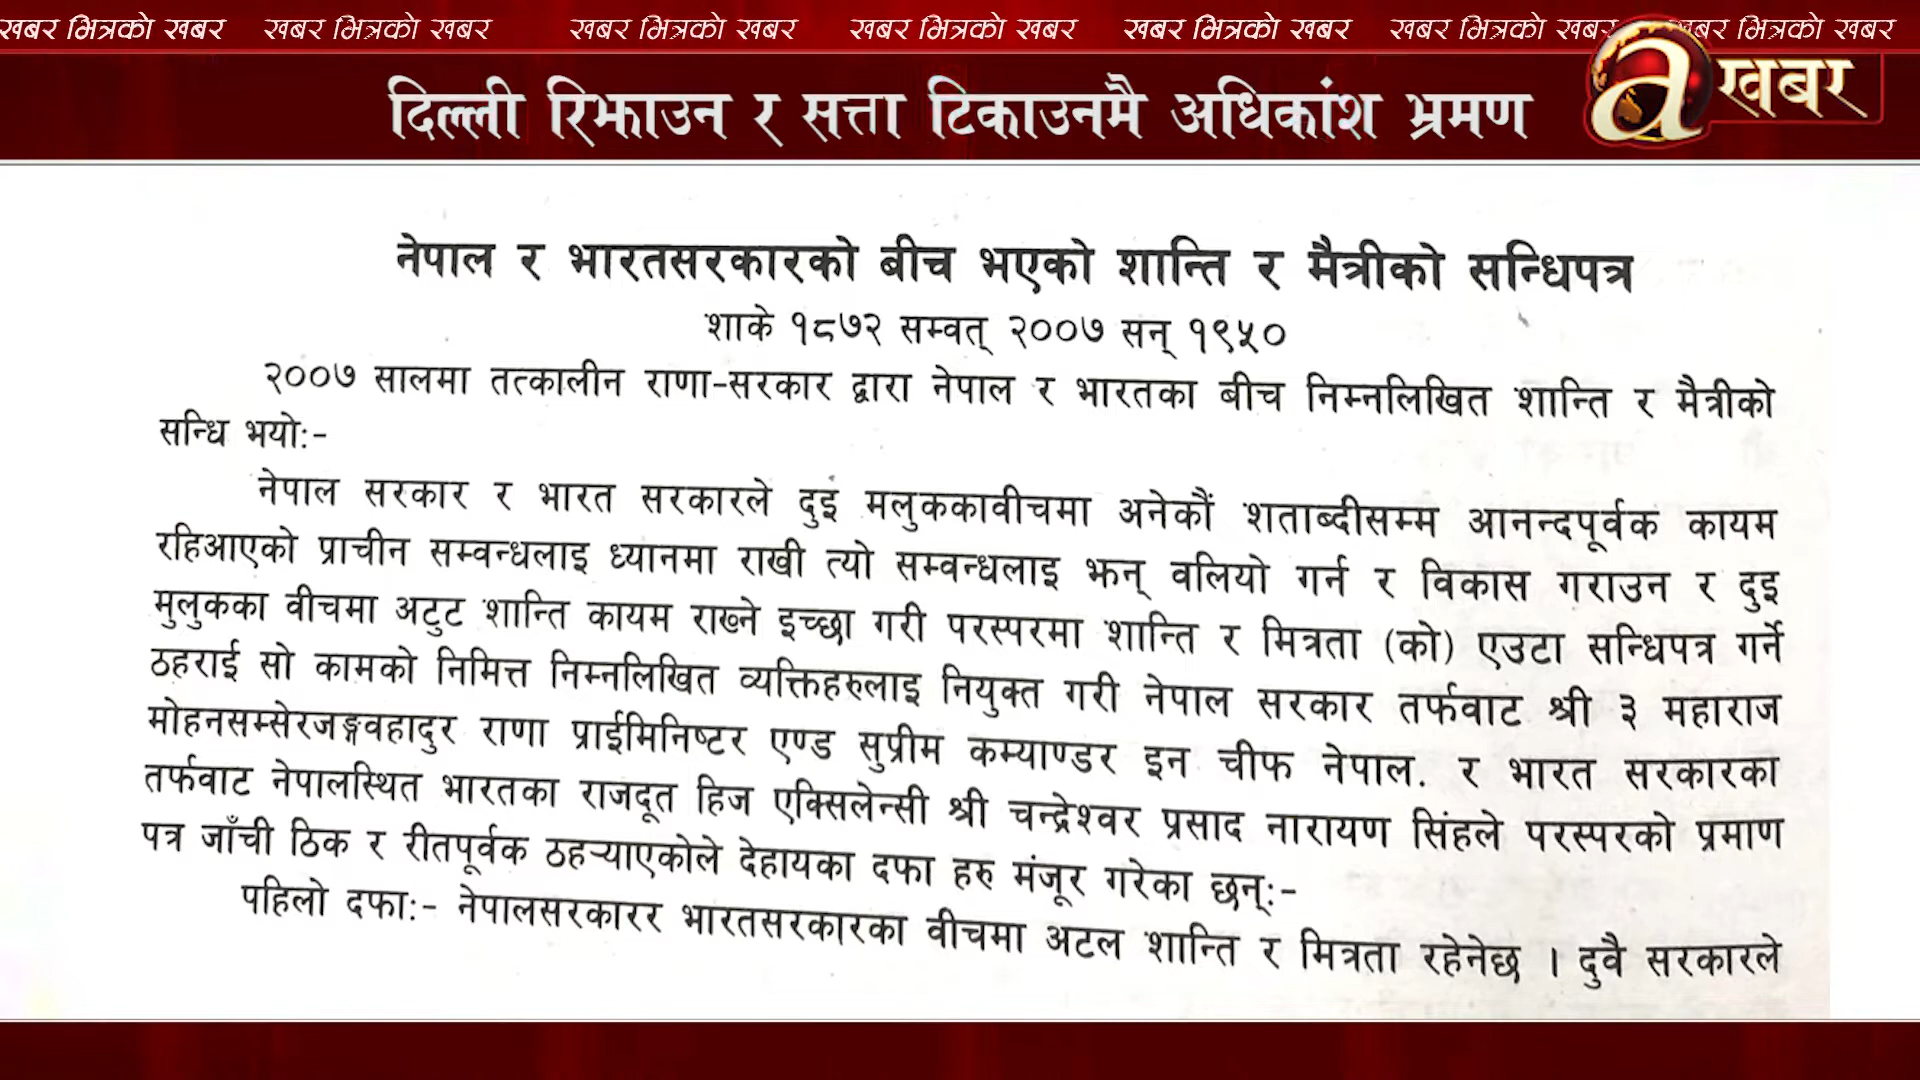 खबर भित्रको खबर खबर भित्रको खबर खबर भित्रको खबर खबर भित्रको खबर खबर भित्रको खबर खबर भित्रको खबर खबर भित्रको खबर
दिल्ली रिझाउन र सत्ता टिकाउनमै अधिकांश भ्रमण
a खबर
नेपाल र भारतसरकारको बीच भएको शान्ति र मैत्रीको सन्धिपत्र
शाके १८७२ सम्वत् २००७ सन् १९५०
२००७ सालमा तत्कालीन राणा-सरकार द्वारा नेपाल र भारतका बीच निम्नलिखित शान्ति र मैत्रीको
सन्धि भयो:-
नेपाल सरकार र भारत सरकारले दुइ मलुककावीचमा अनेकौं शताब्दीसम्म आनन्दपूर्वक कायम
रहिआएको प्राचीन सम्वन्धलाइ ध्यानमा राखी त्यो सम्वन्धलाइ झन् वलियो गर्न र विकास गराउन र दुइ
मुलुकका वीचमा अटुट शान्ति कायम राख्ने इच्छा गरी परस्परमा शान्ति र मित्रता (को) एउटा सन्धिपत्र गर्ने
ठहराई सो कामको निमित्त निम्नलिखित व्यक्तिहरुलाइ नियुक्त गरी नेपाल सरकार तर्फवाट श्री ३ महाराज
मोहनसम्सेरजङ्गवहादुर राणा प्राईमिनिष्टर एण्ड सुप्रीम कम्याण्डर इन चीफ नेपाल. र भारत सरकारका
तर्फवाट नेपालस्थित भारतका राजदूत हिज एक्सिलेन्सी श्री चन्द्रेश्वर प्रसाद नारायण सिंहले परस्परको प्रमाण
पत्र जाँची ठिक र रीतपूर्वक ठहऱ्याएकोले देहायका दफा हरु मंजूर गरेका छन्:-
पहिलो दफा:- नेपालसरकारर भारतसरकारका वीचमा अटल शान्ति र मित्रता रहेनेछ । दुवै सरकारले